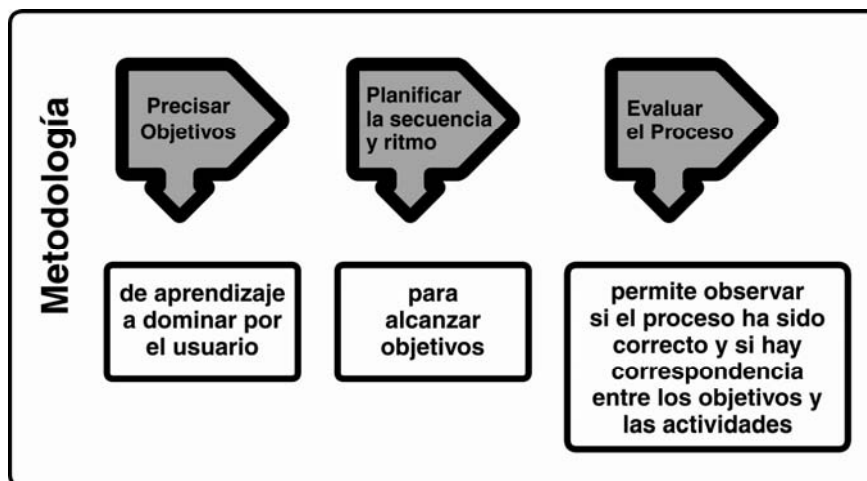 Metodología
Precisar
Objetivos
de aprendizaje
a dominar por
el usuario
Planificar
la secuencia
y ritmo
para
alcanzar
objetivos
Evaluar
el Proceso
permite observar
si el proceso ha sido
correcto y si hay
correspondencia
entre los objetivos y
las actividades